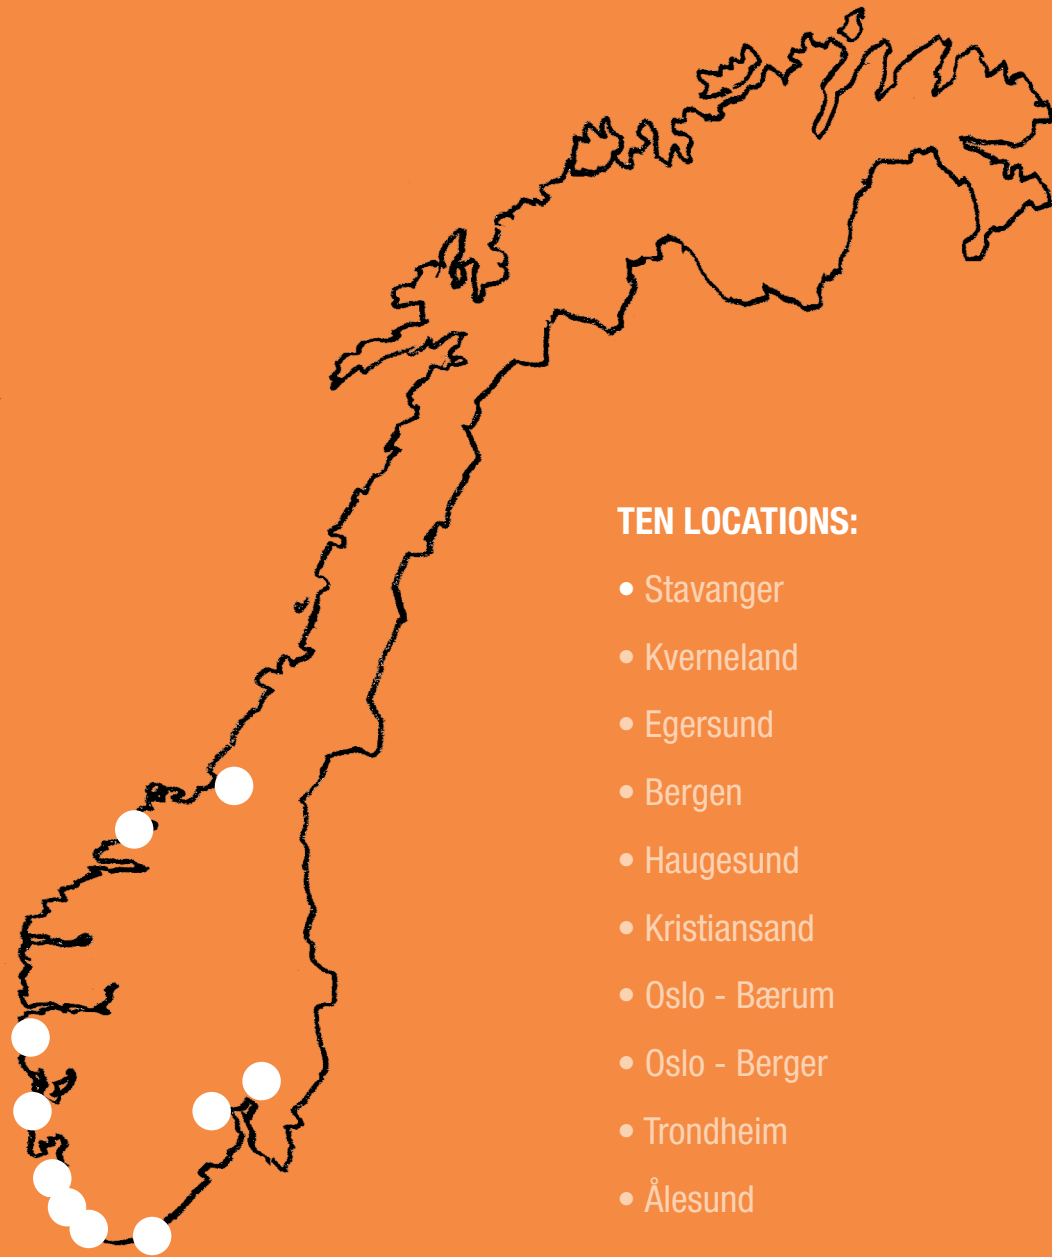 TEN LOCATIONS:
• Stavanger
• Kverneland
• Egersund
• Bergen
• Haugesund
• Kristiansand
• Oslo - Bærum
• Oslo - Berger
• Trondheim
• Ålesund